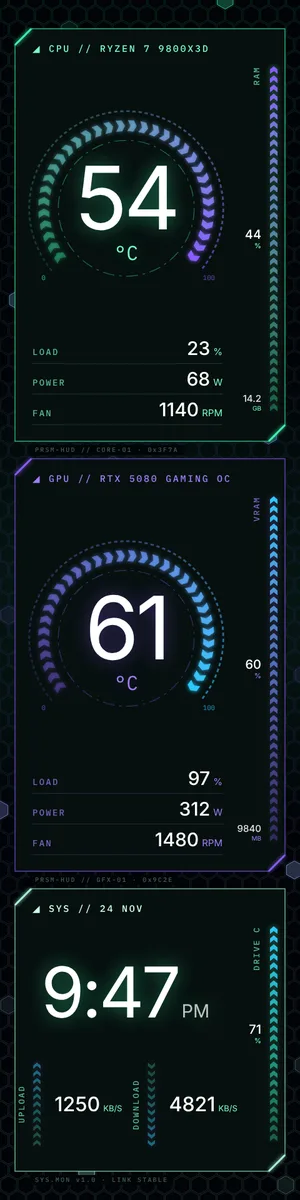 CPU // RYZEN 7 9800X3D
RAM
54
°C
0
100
44
%
LOAD 23 %
POWER 68 W
14.2
GB
FAN 1140 RPM
PRSM-HUD // CORE-01 · 0x3F7A
GPU // RTX 5080 GAMING OC
VRAM
61
°C
0
100
60
%
LOAD 97 %
POWER 312 W
9840
MB
FAN 1480 RPM
PRSM-HUD // GFX-01 · 0x9C2E
SYS // 24 NOV
DRIVE C
9:47 PM
71
%
UPLOAD
1250 KB/S
DOWNLOAD
4821 KB/S
SYS.MON v1.0 · LINK STABLE